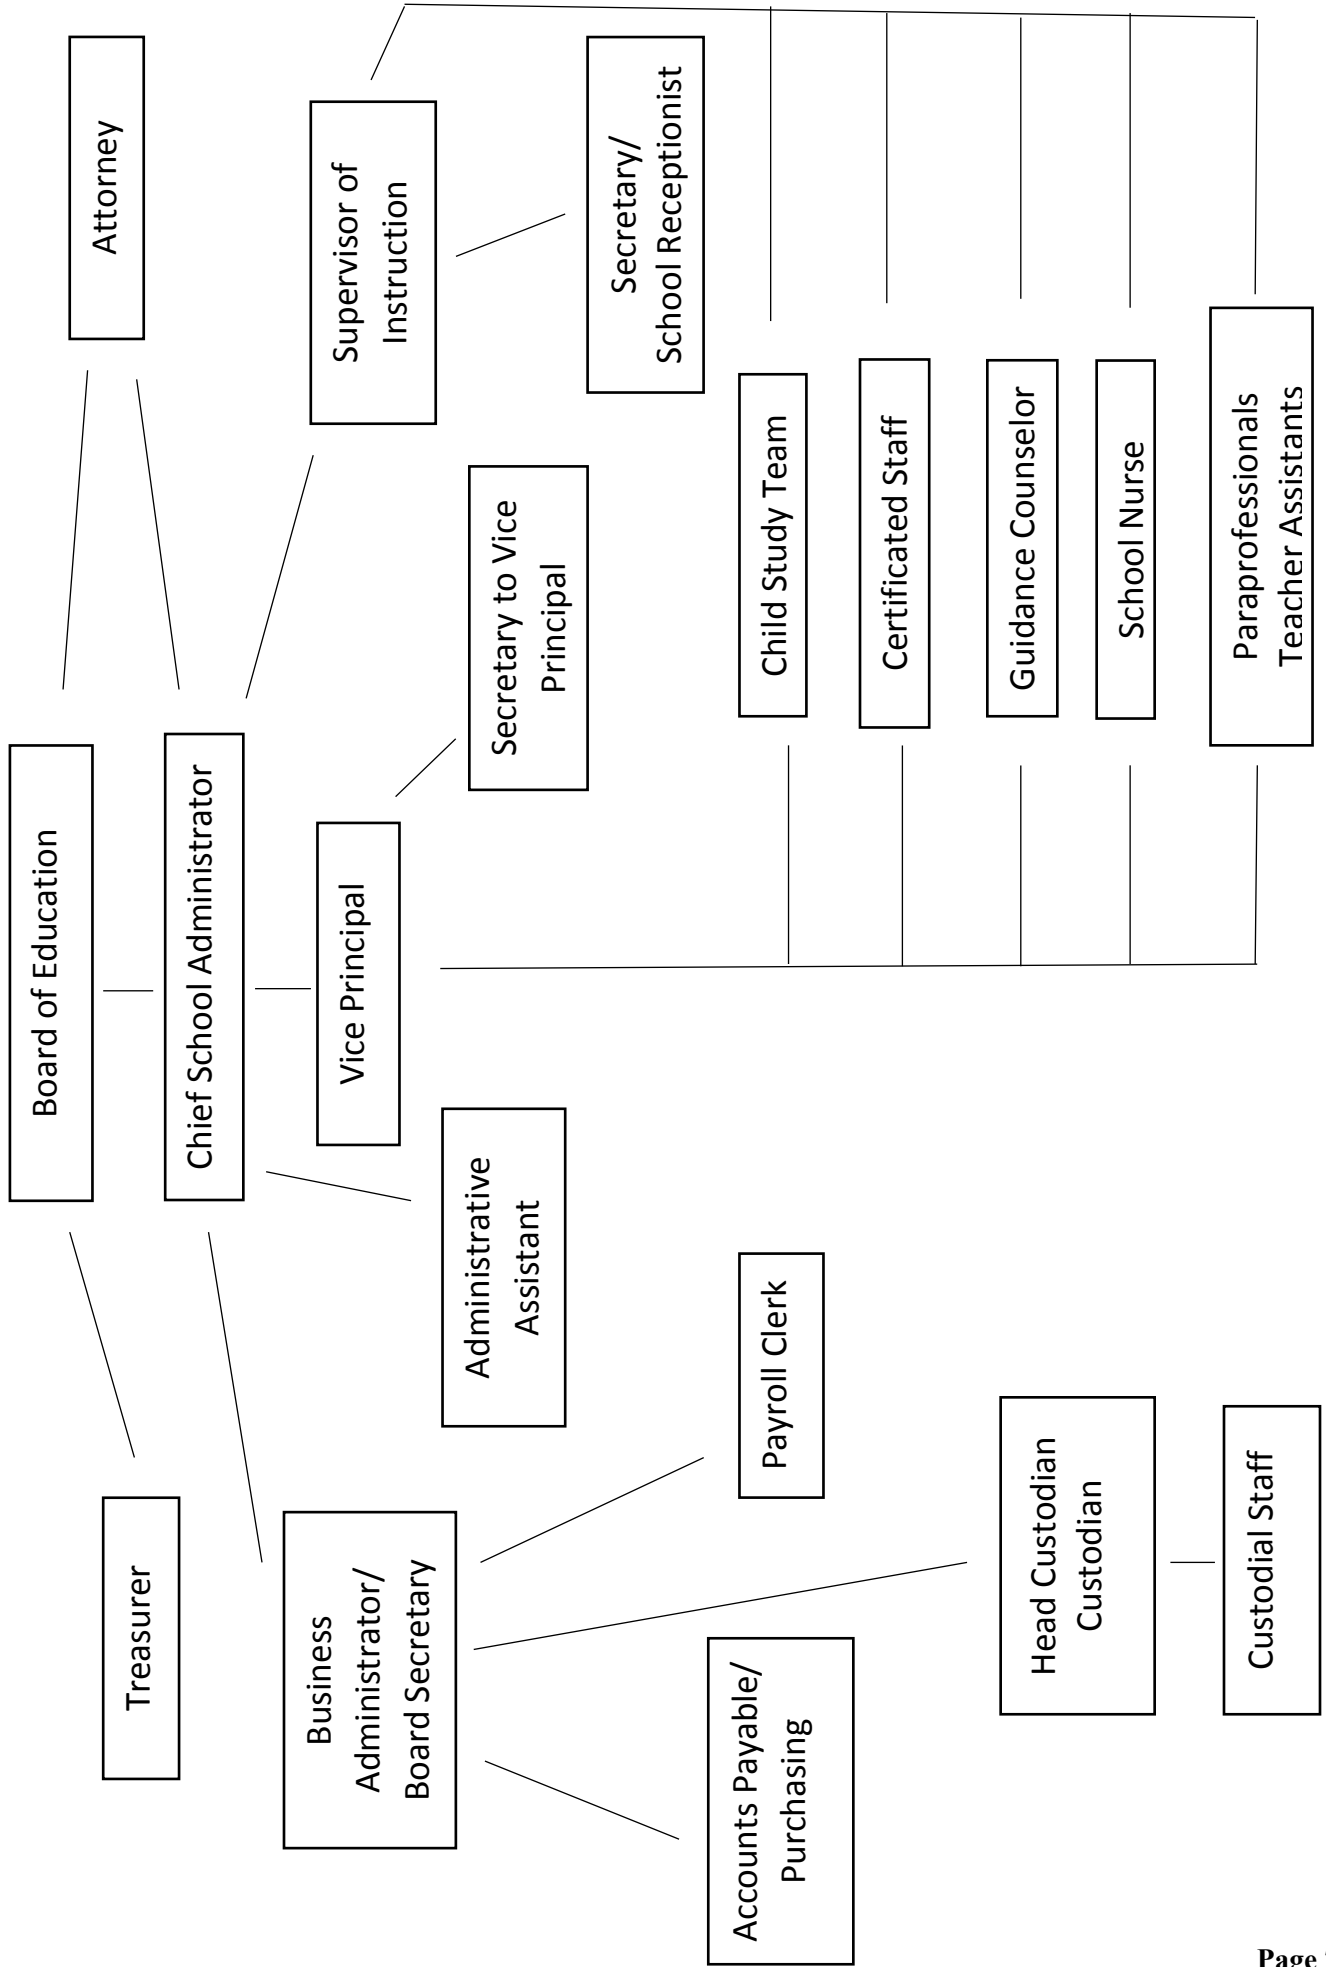 Board of Education
Attorney
Treasurer
Chief School Administrator
Business
Administrator/
Board Secretary
Vice Principal
Supervisor of
Instruction
Administrative
Assistant
Secretary to Vice
Principal
Secretary/
School Receptionist
Accounts Payable/
Purchasing
Payroll Clerk
Child Study Team
Certificated Staff
Guidance Counselor
School Nurse
Head Custodian
Custodian
Paraprofessionals
Teacher Assistants
Custodial Staff
Page